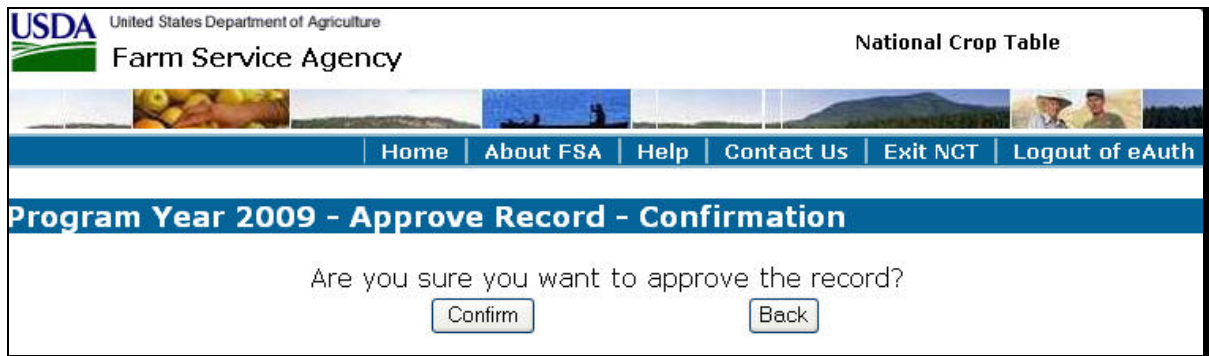 USDA United States Department of Agriculture
Farm Service Agency
National Crop Table
Home | About FSA | Help | Contact Us | Exit NCT | Logout of eAuth
Program Year 2009 - Approve Record - Confirmation
Are you sure you want to approve the record?
Confirm Back